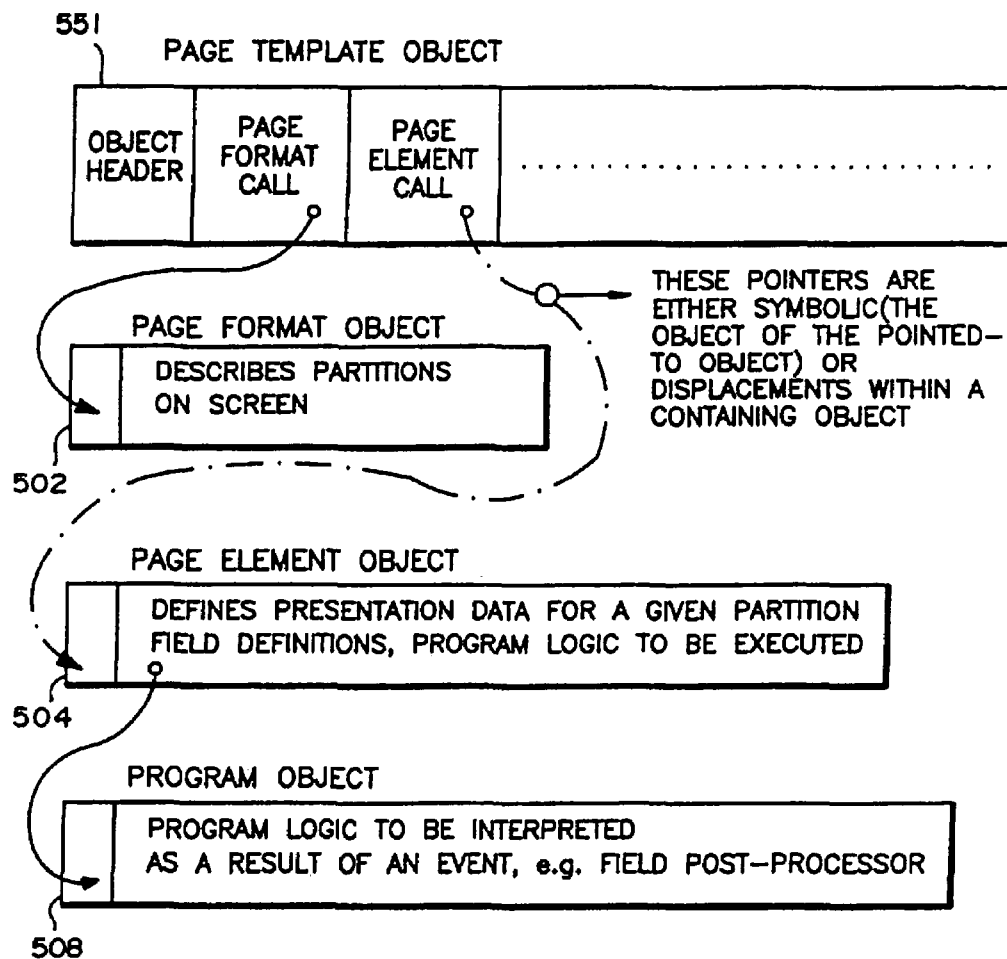 551
PAGE TEMPLATE OBJECT
OBJECT
HEADER
PAGE
FORMAT
CALL
PAGE
ELEMENT
CALL
. . . . . . . . . . . . . . . . . . . . . . . . . . . . .
THESE POINTERS ARE
EITHER SYMBOLIC(THE
OBJECT OF THE POINTED-
TO OBJECT) OR
DISPLACEMENTS WITHIN A
CONTAINING OBJECT
PAGE FORMAT OBJECT
DESCRIBES PARTITIONS
ON SCREEN
502
PAGE ELEMENT OBJECT
DEFINES PRESENTATION DATA FOR A GIVEN PARTITION
FIELD DEFINITIONS, PROGRAM LOGIC TO BE EXECUTED
504
PROGRAM OBJECT
PROGRAM LOGIC TO BE INTERPRETED
AS A RESULT OF AN EVENT, e.g. FIELD POST-PROCESSOR
508